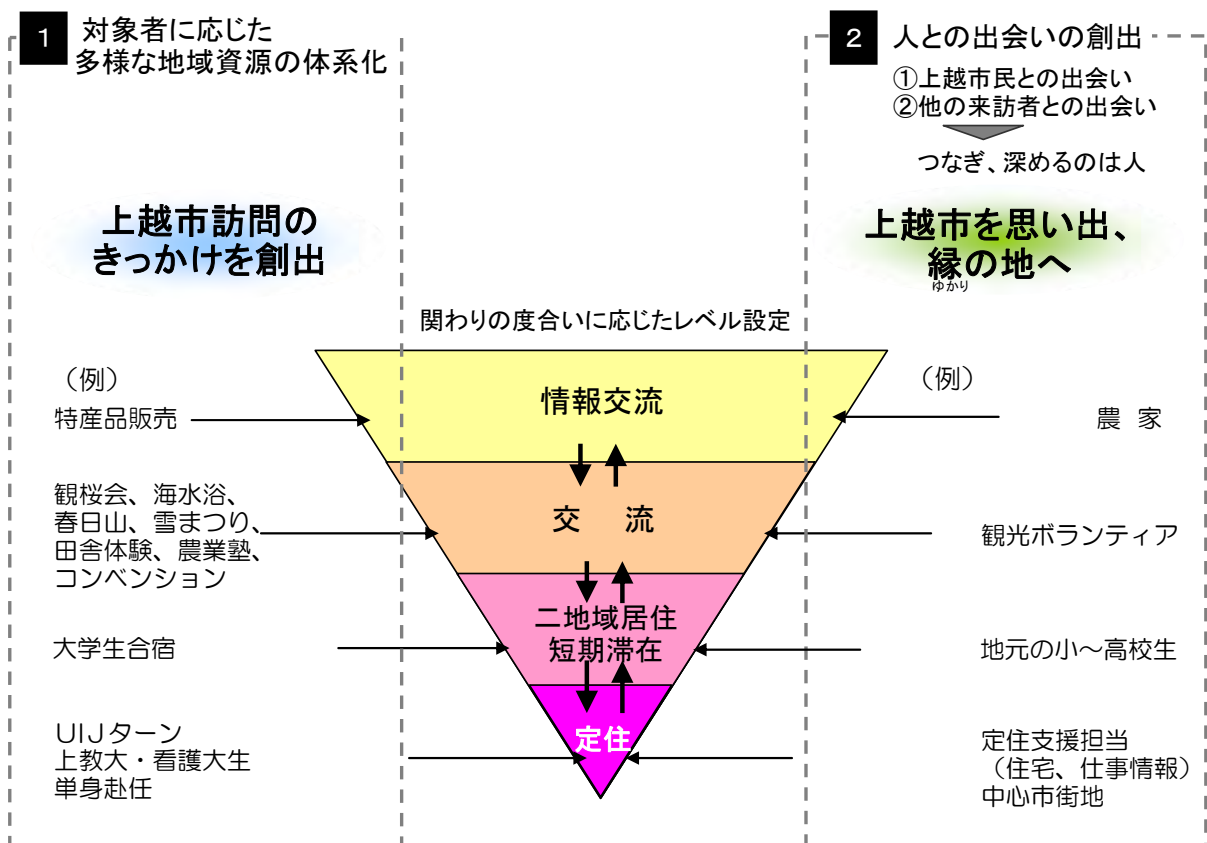 1
対象者に応じた
多様な地域資源の体系化
上越市訪問の
きっかけを創出
（例）
特産品販売
観桜会、海水浴、
春日山、雪まつり、
田舎体験、農業塾、
コンベンション
大学生合宿
UIJターン
上教大・看護大生
単身赴任
関わりの度合いに応じたレベル設定
情報交流
交　流
二地域居住
短期滞在
定住
2
人との出会いの創出
①上越市民との出会い
②他の来訪者との出会い
つなぎ、深めるのは人
上越市を思い出、
縁の地へ
ゆかり
（例）
農 家
観光ボランティア
地元の小～高校生
定住支援担当
（住宅、仕事情報）
中心市街地